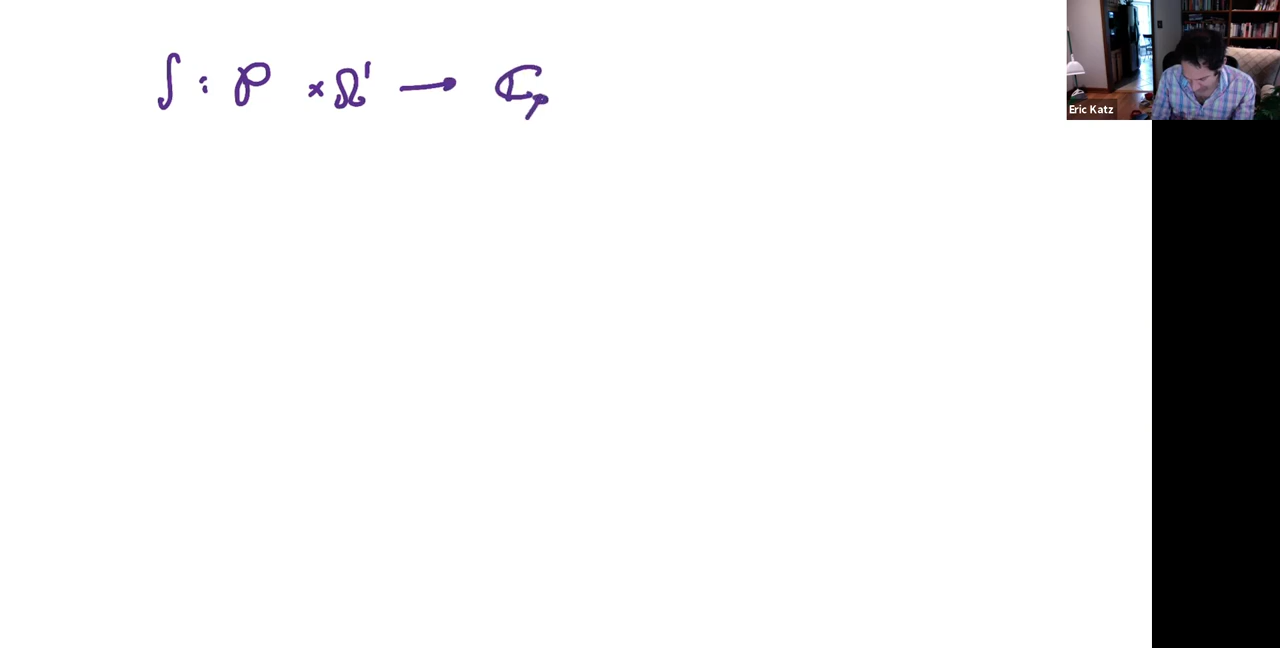 ∫ : 𝒫 × Ω¹ ⟶ ℂₚ
Eric Katz